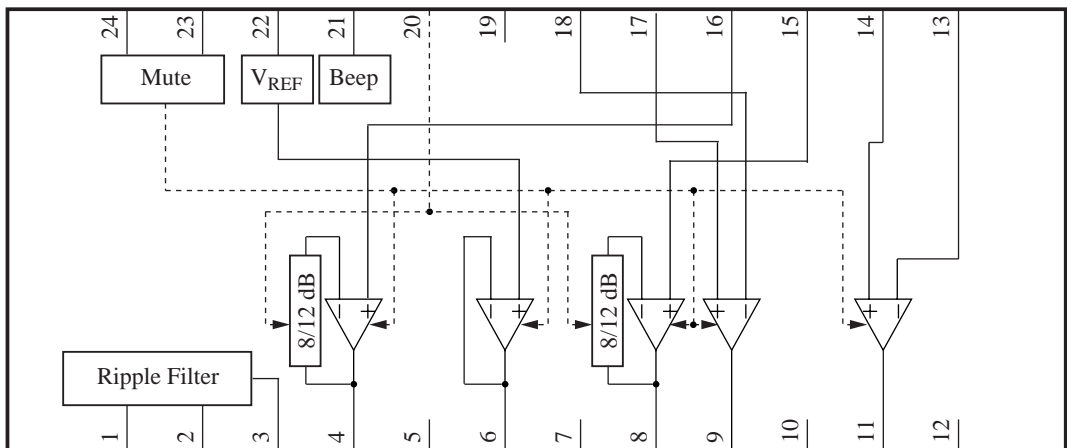 24 23 22 21 20 19 18 17 16 15 14 13
Mute VREF Beep
8/12 dB 8/12 dB
− + − + − + + − + −
Ripple Filter
1 2 3 4 5 6 7 8 9 10 11 12